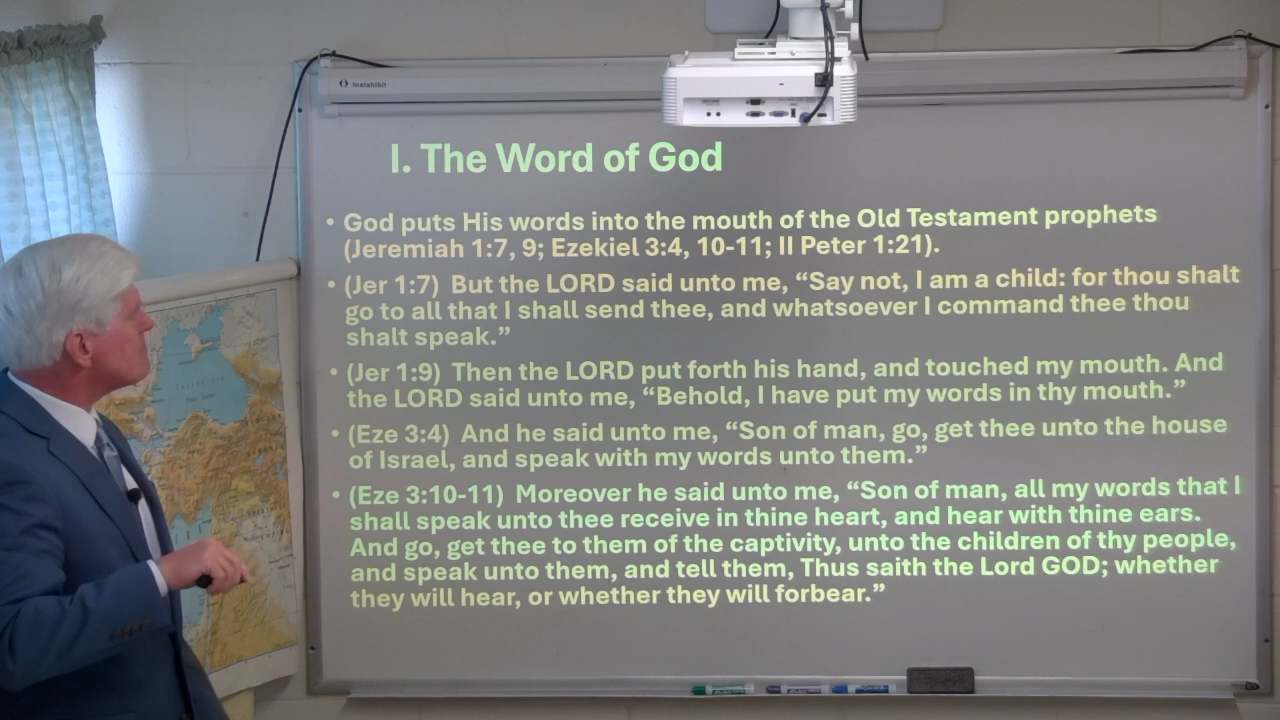 Instahibit
I. The Word of God
• God puts His words into the mouth of the Old Testament prophets
(Jeremiah 1:7, 9; Ezekiel 3:4, 10-11; II Peter 1:21).
• (Jer 1:7) But the LORD said unto me, “Say not, I am a child: for thou shalt
go to all that I shall send thee, and whatsoever I command thee thou
shalt speak.”
• (Jer 1:9) Then the LORD put forth his hand, and touched my mouth. And
the LORD said unto me, “Behold, I have put my words in thy mouth.”
• (Eze 3:4) And he said unto me, “Son of man, go, get thee unto the house
of Israel, and speak with my words unto them.”
• (Eze 3:10-11) Moreover he said unto me, “Son of man, all my words that I
shall speak unto thee receive in thine heart, and hear with thine ears.
And go, get thee to them of the captivity, unto the children of thy people,
and speak unto them, and tell them, Thus saith the Lord GOD; whether
they will hear, or whether they will forbear.”